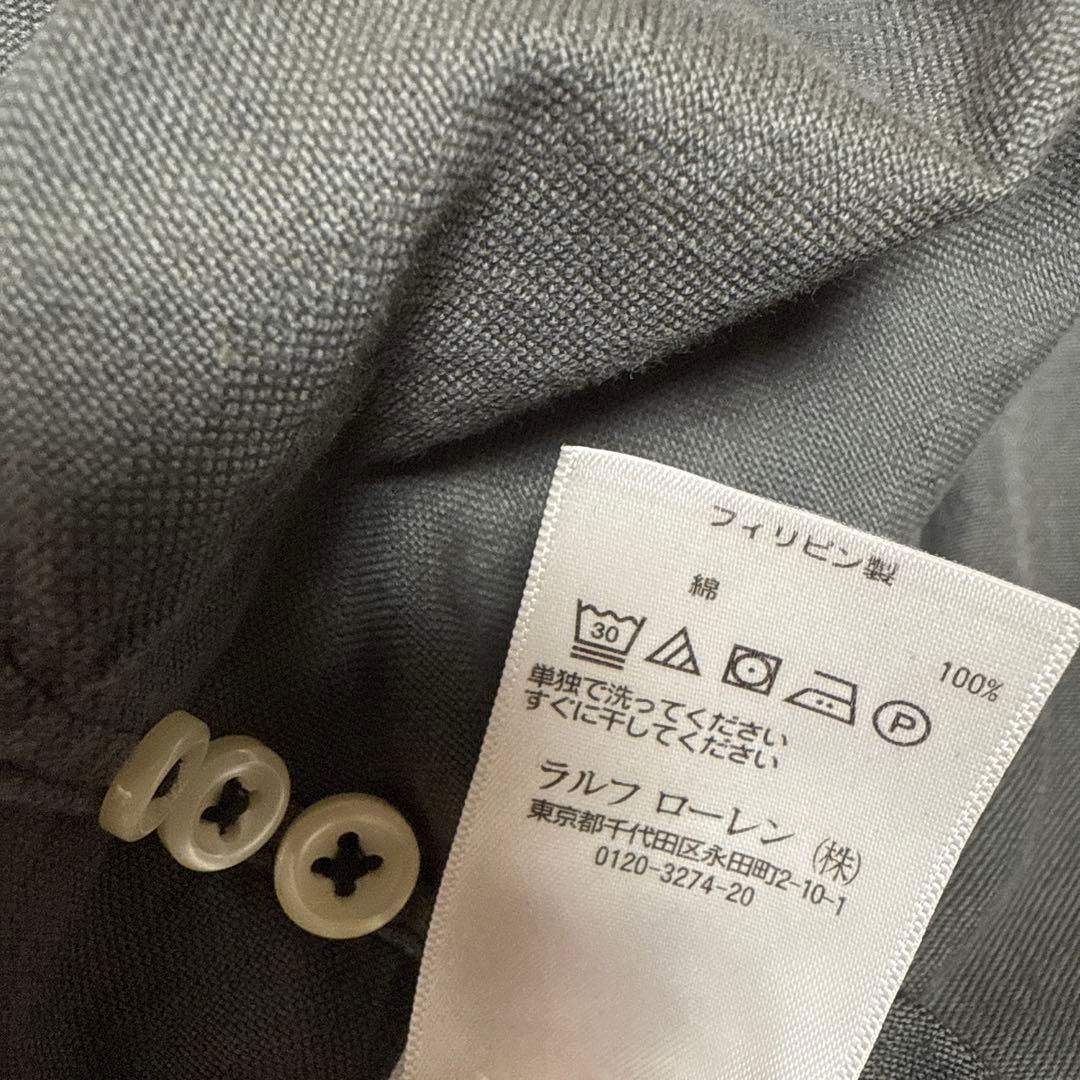 フィリピン製
綿 100%
30 P
単独で洗ってください
すぐに干してください
ラルフ ローレン (株)
東京都千代田区永田町2-10-1
0120-3274-20